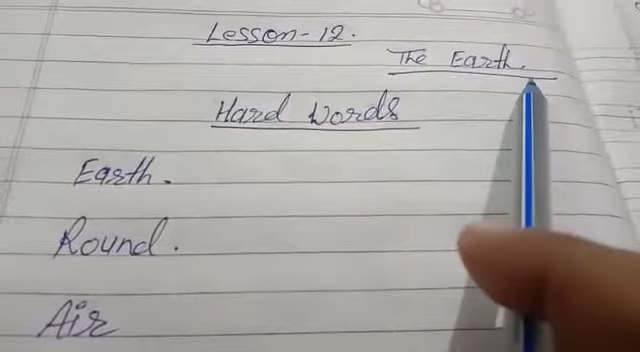 Lesson-12.
The Earth.
Hard Words
Earth.
Round.
Air